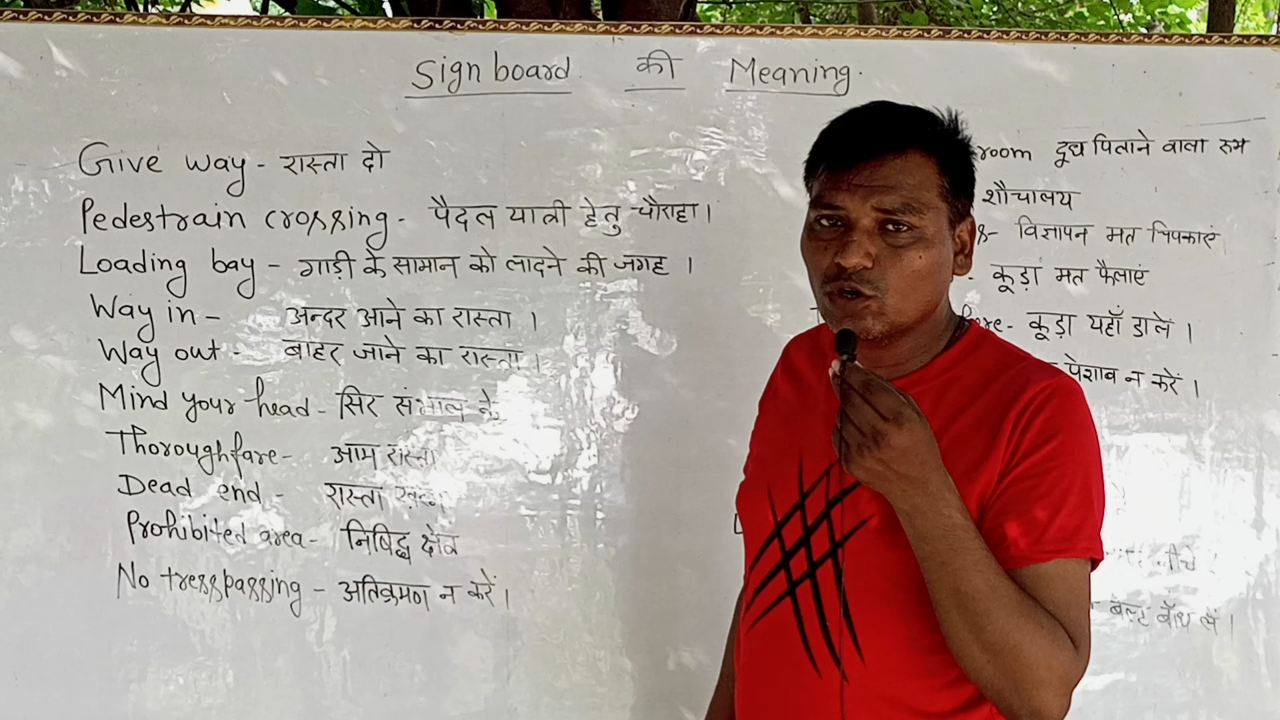 Sign board की Meaning.
Give way - रास्ता दो
Pedestrain crossing - पैदल यात्री हेतु चौराहा।
Loading bay - गाड़ी के सामान को लादने की जगह ।
Way in - अन्दर आने का रास्ता ।
Way out - बाहर जाने का रास्ता ।
Mind your head - सिर संभाल के
Thoroughfare - आम रास्ता
Dead end - रास्ता
Prohibited area - निषिद्ध क्षेत्र
No tresspassing - अतिक्रमण न करें।
room दूध पिलाने वाला रुम
शौचालय
विज्ञापन मत चिपकाएं
- कूड़ा मत फैलाएं
here - कूड़ा यहाँ डालें ।
पेशाब न करें ।
नीचे
बेल्ट बाँध लें ।